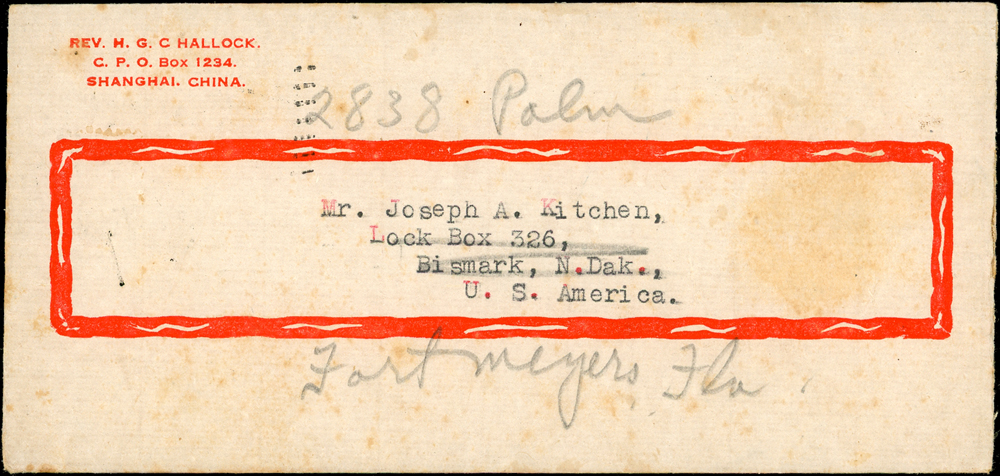 REV. H. G. C HALLOCK.
C. P. O. Box 1234.
SHANGHAI. CHINA.
2838 Palm
Mr. Joseph A. Kitchen,
Lock Box 326,
Bismark, N.Dak.,
U. S. America.
Fort Meyers, Fla.